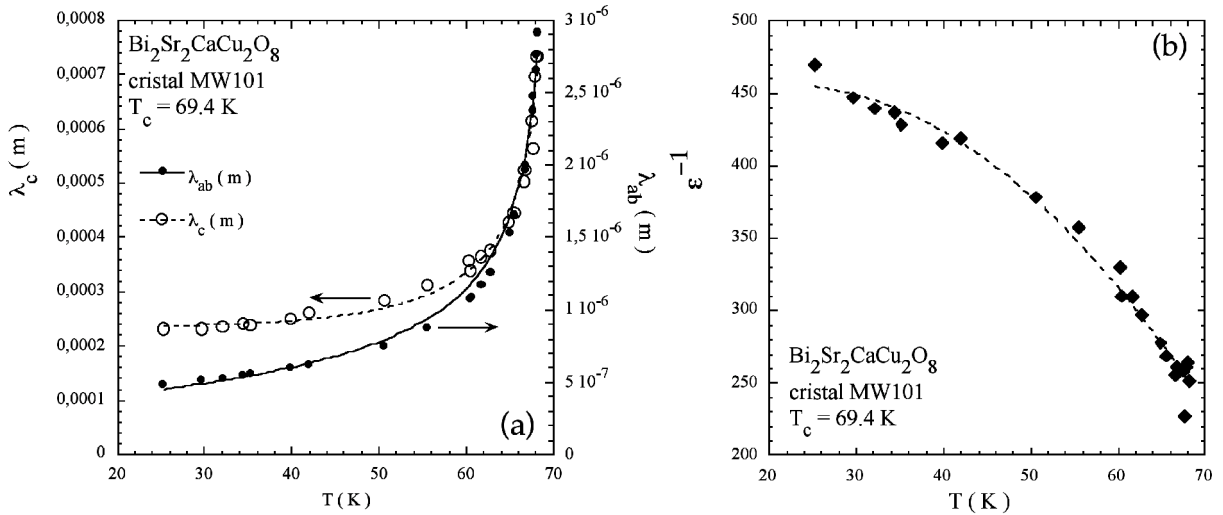 0,0008
0,0007
0,0006
0,0005
0,0004
0,0003
0,0002
0,0001
0
λc ( m )
Bi2Sr2CaCu2O8
cristal MW101
Tc = 69.4 K
λab ( m )
λc ( m )
(a)
20 30 40 50 60 70
T ( K )
3 10-6
2,5 10-6
2 10-6
1,5 10-6
1 10-6
5 10-7
0
λab ( m )
500
450
400
350
300
250
200
ε-1
(b)
Bi2Sr2CaCu2O8
cristal MW101
Tc = 69.4 K
20 30 40 50 60 70
T ( K )